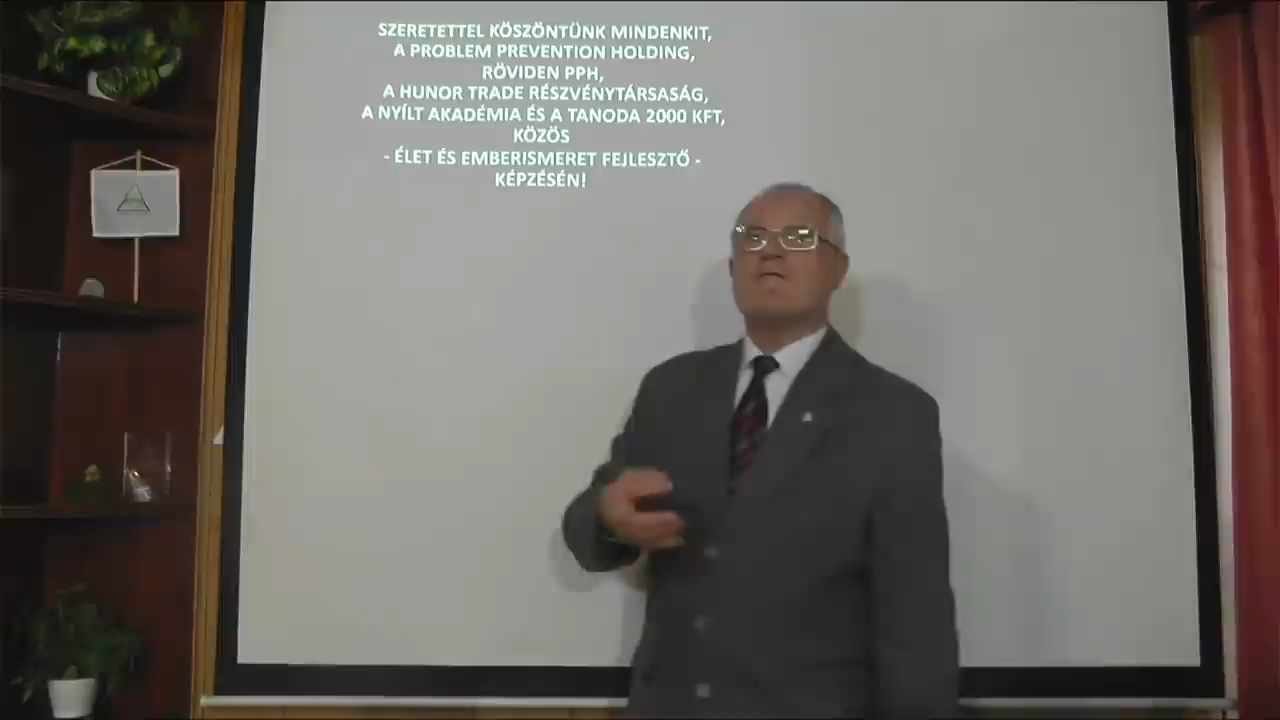 SZERETETTEL KÖSZÖNTÜNK MINDENKIT,
A PROBLEM PREVENTION HOLDING,
RÖVIDEN PPH,
A HUNOR TRADE RÉSZVÉNYTÁRSASÁG,
A NYÍLT AKADÉMIA ÉS A TANODA 2000 KFT,
KÖZÖS
- ÉLET ÉS EMBERISMERET FEJLESZTŐ -
KÉPZÉSÉN!